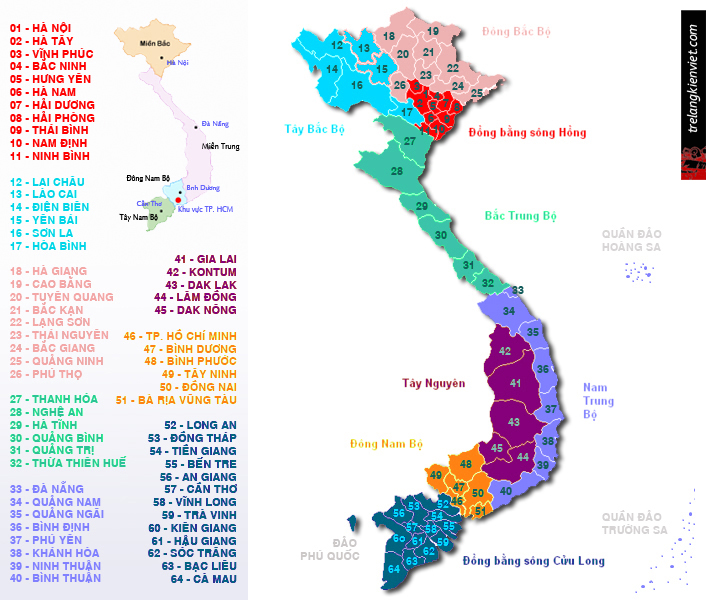 01 - HÀ NỘI
02 - HÀ TÂY
03 - VĨNH PHÚC
04 - BẮC NINH
05 - HƯNG YÊN
06 - HÀ NAM
07 - HẢI DƯƠNG
08 - HẢI PHÒNG
09 - THÁI BÌNH
10 - NAM ĐỊNH
11 - NINH BÌNH
12 - LAI CHÂU
13 - LÀO CAI
14 - ĐIỆN BIÊN
15 - YÊN BÁI
16 - SƠN LA
17 - HÒA BÌNH
18 - HÀ GIANG
19 - CAO BẰNG
20 - TUYÊN QUANG
21 - BẮC KẠN
22 - LẠNG SƠN
23 - THÁI NGUYÊN
24 - BẮC GIANG
25 - QUẢNG NINH
26 - PHÚ THỌ
27 - THANH HÓA
28 - NGHỆ AN
29 - HÀ TĨNH
30 - QUẢNG BÌNH
31 - QUẢNG TRỊ
32 - THỪA THIÊN HUẾ
33 - ĐÀ NẴNG
34 - QUẢNG NAM
35 - QUẢNG NGÃI
36 - BÌNH ĐỊNH
37 - PHÚ YÊN
38 - KHÁNH HÒA
39 - NINH THUẬN
40 - BÌNH THUẬN
41 - GIA LAI
42 - KONTUM
43 - DAK LAK
44 - LÂM ĐỒNG
45 - DAK NÔNG
46 - TP. HỒ CHÍ MINH
47 - BÌNH DƯƠNG
48 - BÌNH PHƯỚC
49 - TÂY NINH
50 - ĐỒNG NAI
51 - BÀ RỊA VŨNG TÀU
52 - LONG AN
53 - ĐỒNG THÁP
54 - TIỀN GIANG
55 - BẾN TRE
56 - AN GIANG
57 - CẦN THƠ
58 - VĨNH LONG
59 - TRÀ VINH
60 - KIÊN GIANG
61 - HẬU GIANG
62 - SÓC TRĂNG
63 - BẠC LIÊU
64 - CÀ MAU
Miền Bắc
Hà Nội
Đà Nẵng
Miền Trung
Đông Nam Bộ
Bình Dương
Cần Thơ
Khu vực TP. HCM
Tây Nam Bộ
Đông Bắc Bộ
18
19
12
13
20
21
14
15
23
22
16
26
24
25
17
Tây Bắc Bộ
Đồng bằng sông Hồng
27
28
29
Bắc Trung Bộ
30
31
32
33
34
35
42
36
41
Tây Nguyên
37
Nam
Trung
Bộ
43
38
45
44
39
40
Đông Nam Bộ
48
49
47
50
46
51
53
52
56
54
57
58
55
60
61
59
62
63
64
Đồng bằng sông Cửu Long
ĐẢO
PHÚ QUỐC
QUẦN ĐẢO
HOÀNG SA
QUẦN ĐẢO
TRƯỜNG SA
trelangkienviet.com